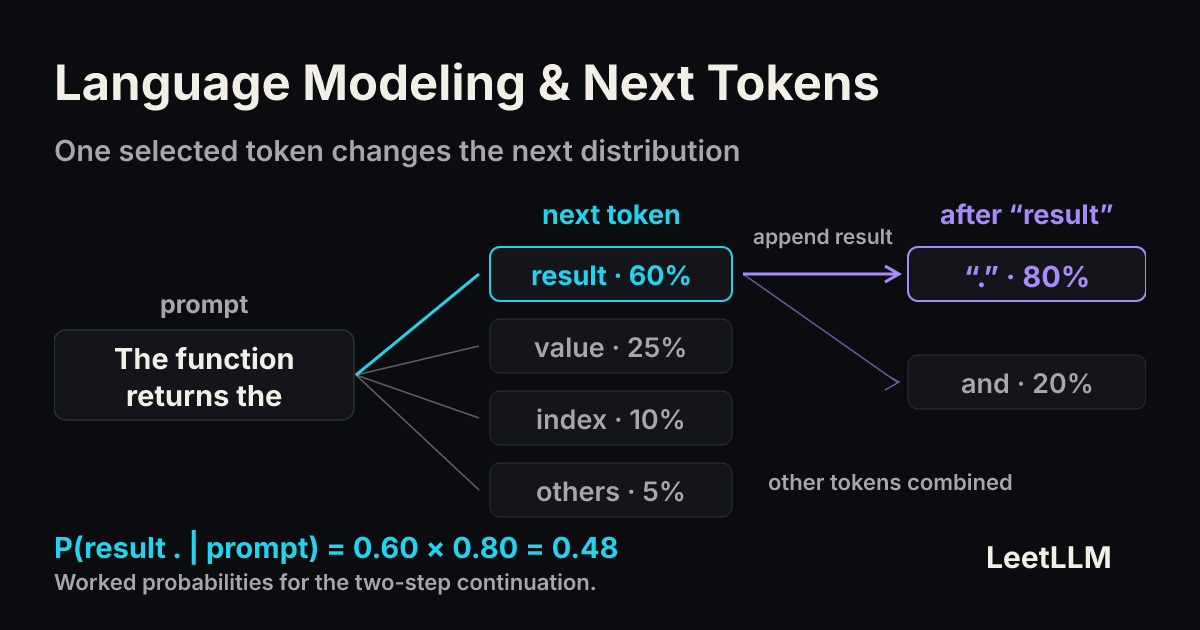 Language Modeling & Next Tokens
One selected token changes the next distribution
prompt
The function
returns the
next token
result · 60%
value · 25%
index · 10%
others · 5%
append result
after “result”
“.” · 80%
and · 20%
other tokens combined
P(result . | prompt) = 0.60 × 0.80 = 0.48
Worked probabilities for the two-step continuation.
LeetLLM